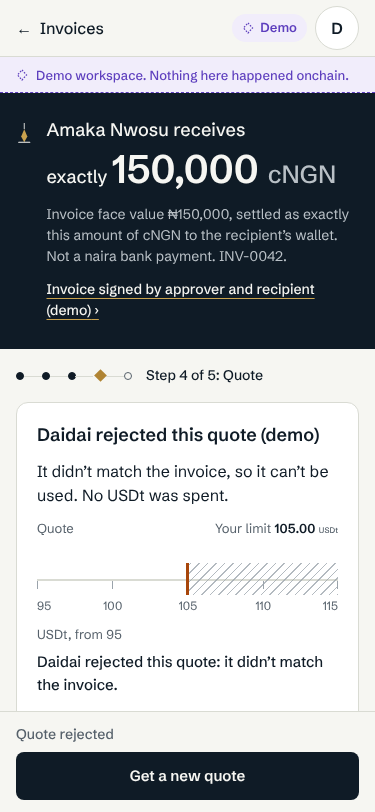 ← Invoices
Demo
D
Demo workspace. Nothing here happened onchain.
Amaka Nwosu receives
exactly 150,000 cNGN
Invoice face value ₦150,000, settled as exactly
this amount of cNGN to the recipient’s wallet.
Not a naira bank payment. INV-0042.
Invoice signed by approver and recipient
(demo) ›
Step 4 of 5: Quote
Daidai rejected this quote (demo)
It didn’t match the invoice, so it can’t be
used. No USDt was spent.
Quote
Your limit 105.00 USDt
95 100 105 110 115
USDt, from 95
Daidai rejected this quote: it didn’t match
the invoice.
Quote rejected
Get a new quote